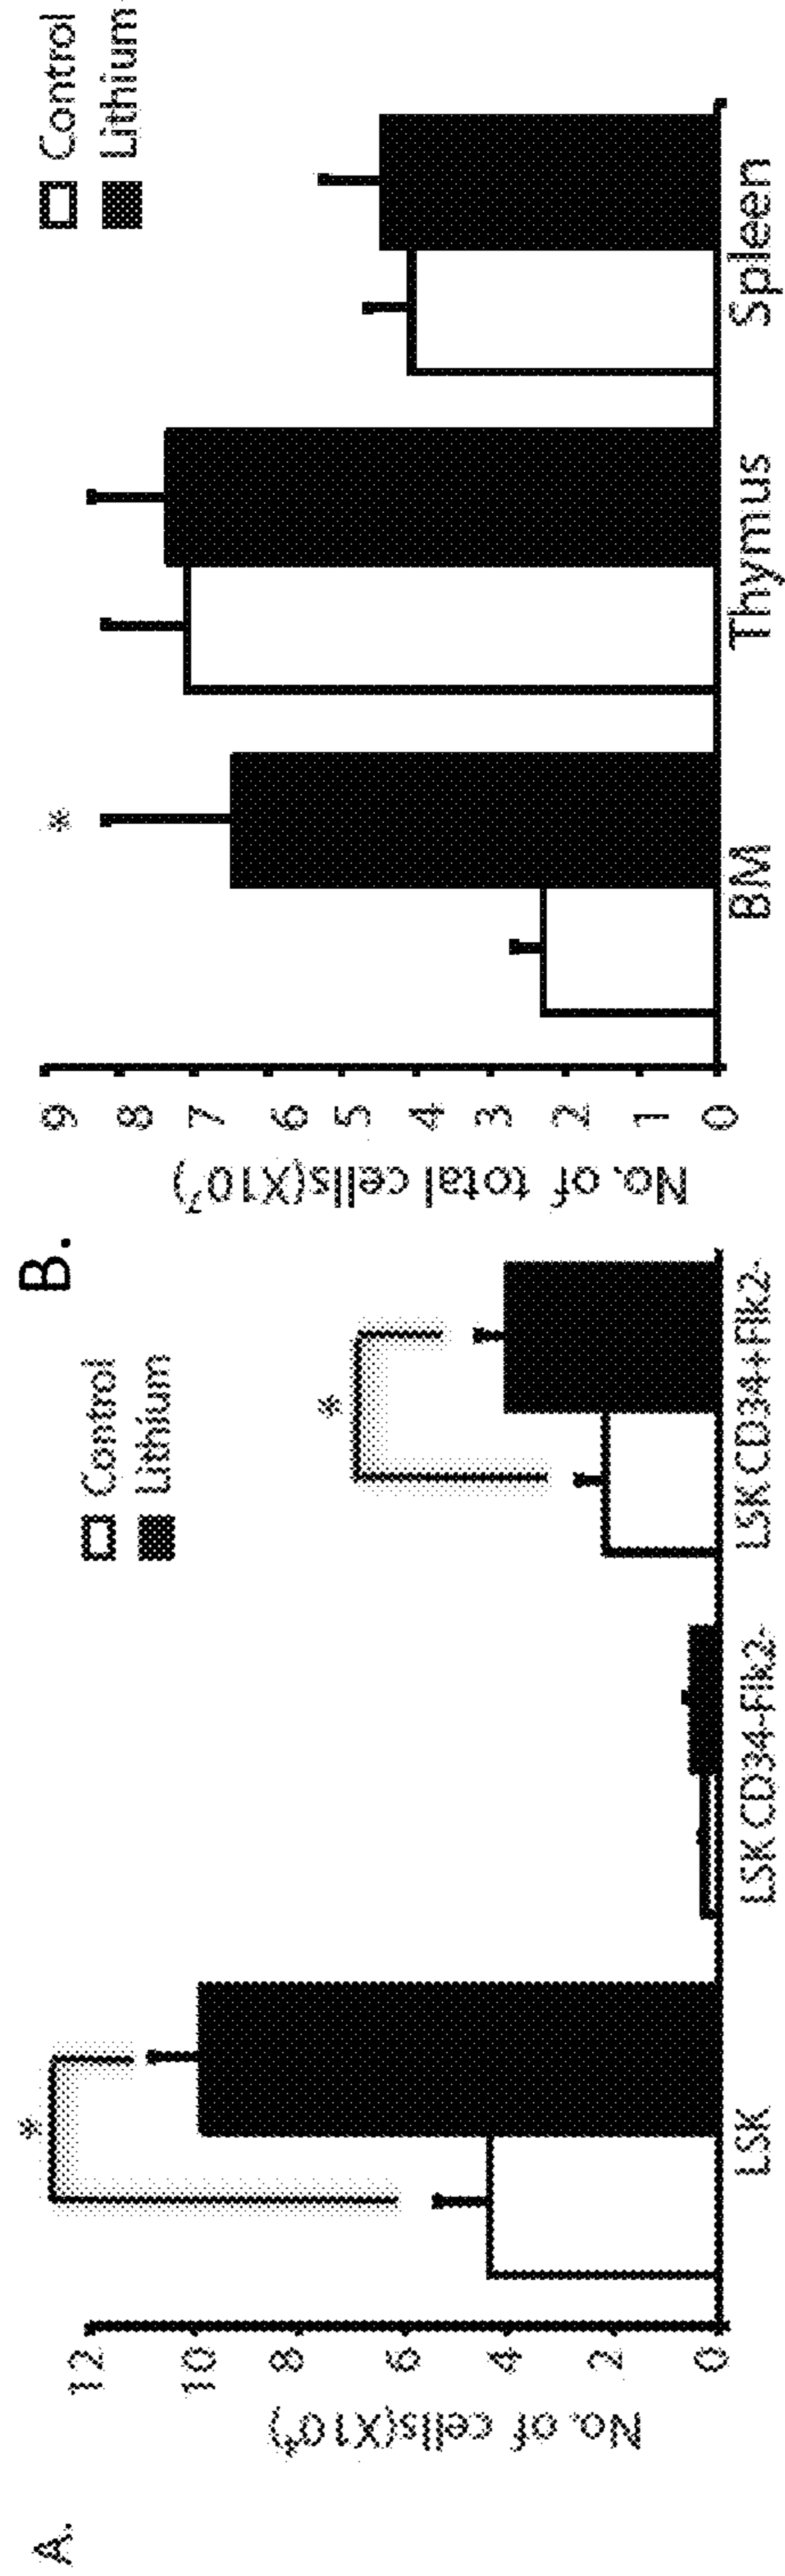 A.
No. of cells(X10⁴)
12
10
8
6
4
2
0
*
*
Control
Lithium
LSK
LSK CD34-Flk2-
LSK CD34+Flk2-
B.
No. of total cells(X10⁷)
9
8
7
6
5
4
3
2
1
0
*
Control
Lithium
BM
Thymus
Spleen